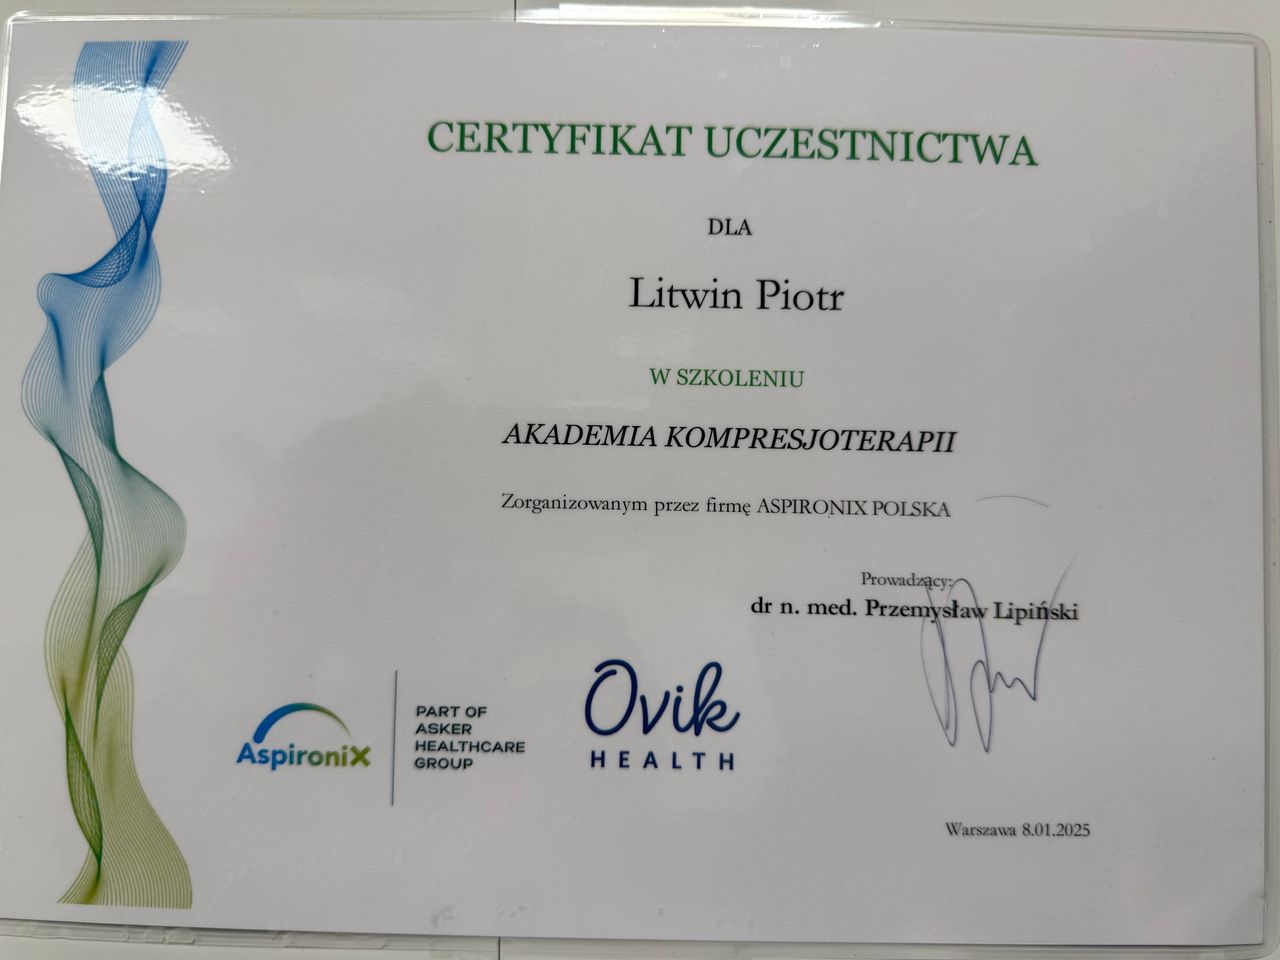 CERTYFIKAT UCZESTNICTWA
DLA
Litwin Piotr
W SZKOLENIU
AKADEMIA KOMPRESJOTERAPII
Zorganizowanym przez firmę ASPIRONIX POLSKA
Prowadzący:
dr n. med. Przemysław Lipiński
AspironiX
PART OF
ASKER
HEALTHCARE
GROUP
Ovik
HEALTH
Warszawa 8.01.2025